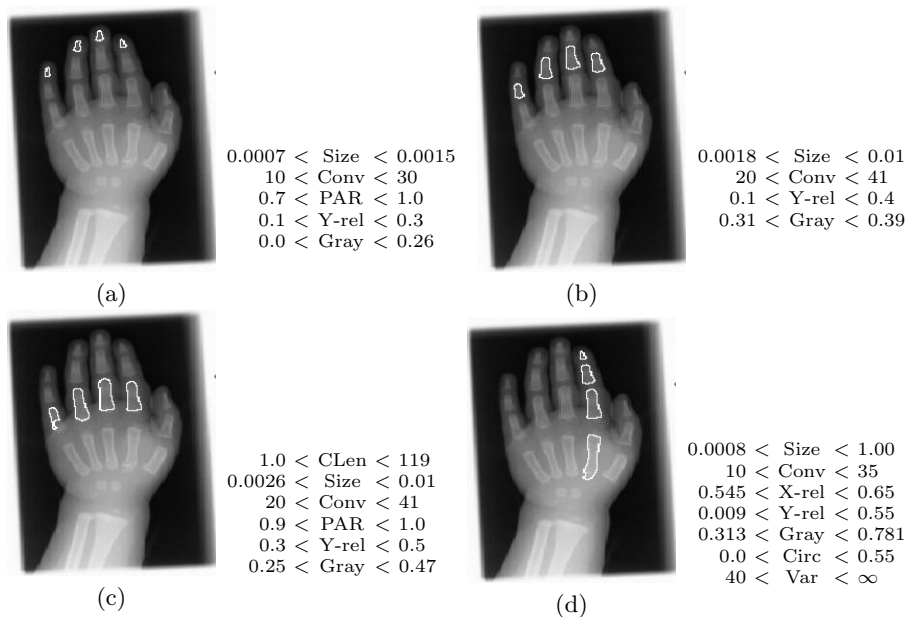 0.0007 < Size < 0.0015
10 < Conv < 30
0.7 < PAR < 1.0
0.1 < Y-rel < 0.3
0.0 < Gray < 0.26
(a)
0.0018 < Size < 0.01
20 < Conv < 41
0.1 < Y-rel < 0.4
0.31 < Gray < 0.39
(b)
1.0 < CLen < 119
0.0026 < Size < 0.01
20 < Conv < 41
0.9 < PAR < 1.0
0.3 < Y-rel < 0.5
0.25 < Gray < 0.47
(c)
0.0008 < Size < 1.00
10 < Conv < 35
0.545 < X-rel < 0.65
0.009 < Y-rel < 0.55
0.313 < Gray < 0.781
0.0 < Circ < 0.55
40 < Var < ∞
(d)